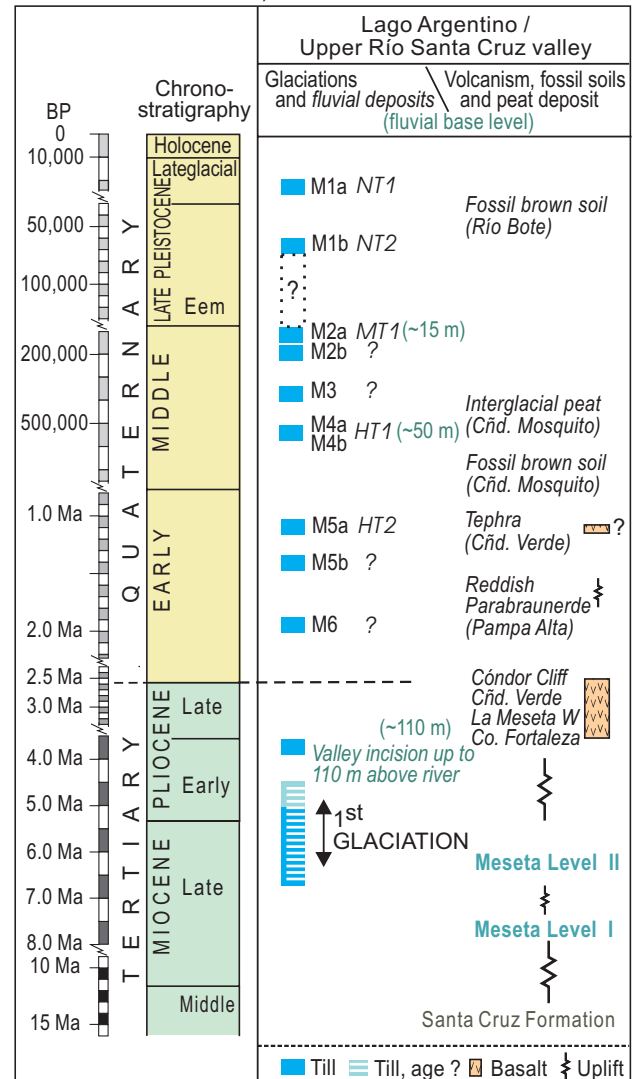 Lago Argentino /
Upper Río Santa Cruz valley
Chrono-
stratigraphy
BP
Glaciations
and fluvial deposits
Volcanism, fossil soils
and peat deposit
(fluvial base level)
0
10,000
50,000
100,000
200,000
500,000
1.0 Ma
2.0 Ma
2.5 Ma
3.0 Ma
4.0 Ma
5.0 Ma
6.0 Ma
7.0 Ma
8.0 Ma
10 Ma
15 Ma
QUATERNARY
TERTIARY
Holocene
Lateglacial
LATE PLEISTOCENE
Eem
MIDDLE
EARLY
PLIOCENE
Late
Early
MIOCENE
Late
Middle
M1a NT1
M1b NT2
?
M2a MT1 (~15 m)
M2b ?
M3 ?
M4a HT1 (~50 m)
M4b
M5a HT2
M5b ?
M6 ?
(~110 m)
Valley incision up to
110 m above river
1st
GLACIATION
Fossil brown soil
(Río Bote)
Interglacial peat
(Cñd. Mosquito)
Fossil brown soil
(Cñd. Mosquito)
Tephra ?
(Cñd. Verde)
Reddish
Parabraunerde
(Pampa Alta)
Cóndor Cliff
Cñd. Verde
La Meseta W
Co. Fortaleza
Meseta Level II
Meseta Level I
Santa Cruz Formation
Till Till, age ? Basalt Uplift